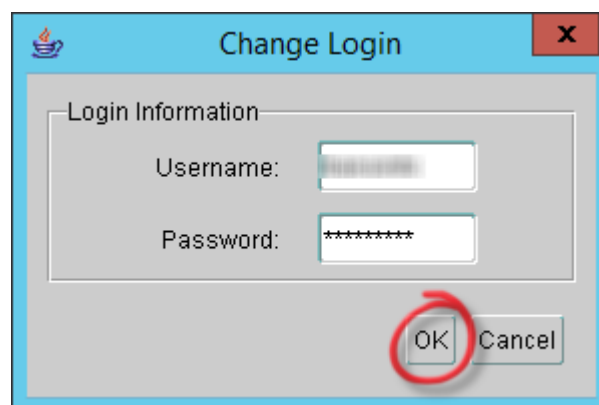 Change Login
x
Login Information
Username:
Password: *********
OK Cancel